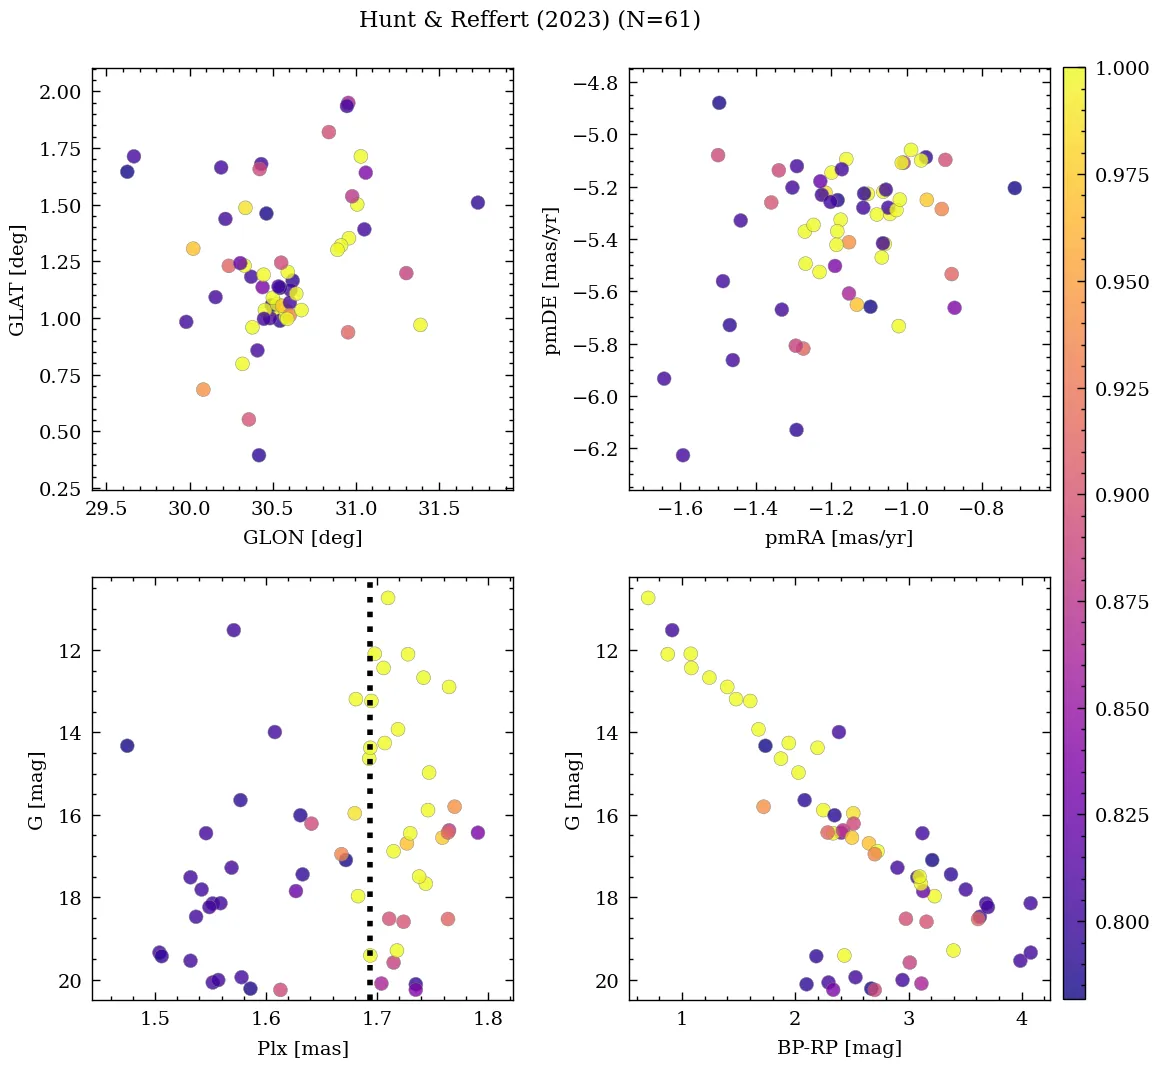 Hunt & Reffert (2023) (N=61)
2.00
1.75
1.50
1.25
1.00
0.75
0.50
0.25
GLAT [deg]
29.5 30.0 30.5 31.0 31.5
GLON [deg]
−4.8
−5.0
−5.2
−5.4
−5.6
−5.8
−6.0
−6.2
pmDE [mas/yr]
−1.6 −1.4 −1.2 −1.0 −0.8
pmRA [mas/yr]
12
14
16
18
20
G [mag]
1.5 1.6 1.7 1.8
Plx [mas]
12
14
16
18
20
G [mag]
1 2 3 4
BP-RP [mag]
1.000
0.975
0.950
0.925
0.900
0.875
0.850
0.825
0.800